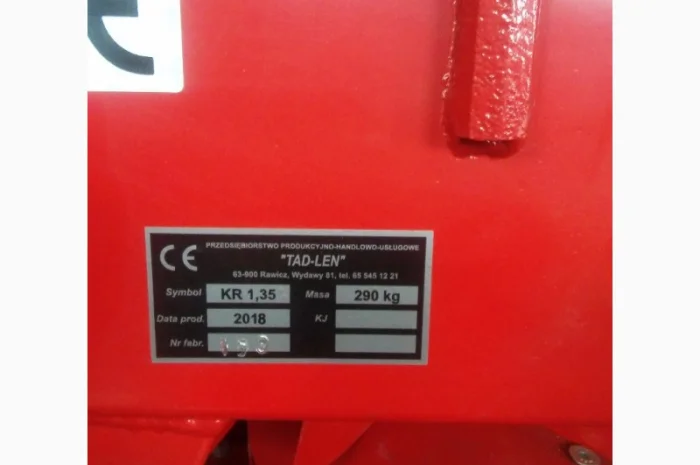 CE
PRZEDSIĘBIORSTWO PRODUKCYJNO-HANDLOWO-USŁUGOWE
"TAD-LEN"
63-900 Rawicz, Wydawy 81, tel. 65 545 12 21
Symbol KR 1,35 Masa 290 kg
Data prod. 2018 KJ
Nr fabr.